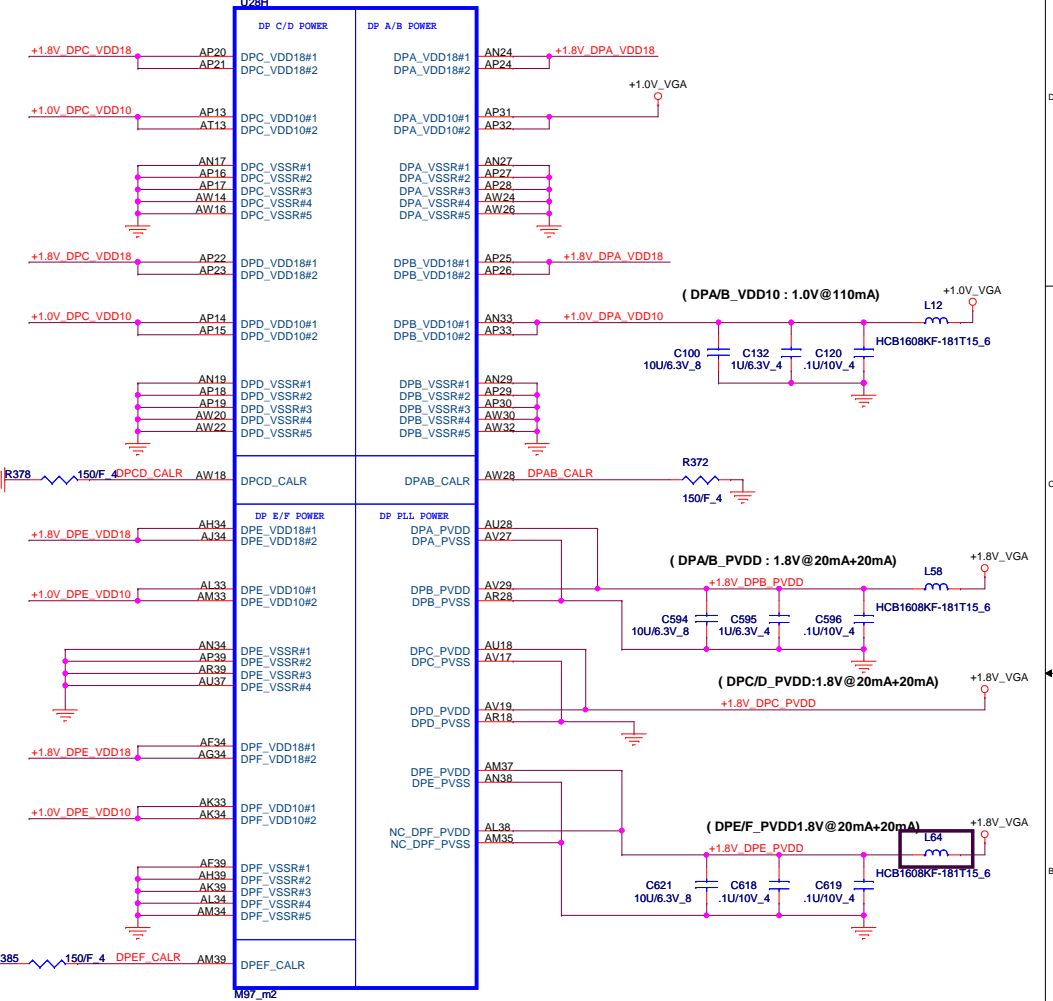 U28H
DP C/D POWER DP A/B POWER
+1.8V_DPC_VDD18 AP20 DPC_VDD18#1 DPA_VDD18#1 AN24 +1.8V_DPA_VDD18
AP21 DPC_VDD18#2 DPA_VDD18#2 AP24
+1.0V_VGA
+1.0V_DPC_VDD10 AP13 DPC_VDD10#1 DPA_VDD10#1 AP31
AT13 DPC_VDD10#2 DPA_VDD10#2 AP32
D
AN17 DPC_VSSR#1 DPA_VSSR#1 AN27
AP16 DPC_VSSR#2 DPA_VSSR#2 AP27
AP17 DPC_VSSR#3 DPA_VSSR#3 AP28
AW14 DPC_VSSR#4 DPA_VSSR#4 AW24
AW16 DPC_VSSR#5 DPA_VSSR#5 AW26
+1.8V_DPC_VDD18 AP22 DPD_VDD18#1 DPB_VDD18#1 AP25 +1.8V_DPA_VDD18
AP23 DPD_VDD18#2 DPB_VDD18#2 AP26
( DPA/B_VDD10 : 1.0V@110mA) +1.0V_VGA
L12
+1.0V_DPC_VDD10 AP14 DPD_VDD10#1 DPB_VDD10#1 AN33 +1.0V_DPA_VDD10
AP15 DPD_VDD10#2 DPB_VDD10#2 AP33
HCB1608KF-181T15_6
C100 C132 C120
10U/6.3V_8 1U/6.3V_4 .1U/10V_4
AN19 DPD_VSSR#1 DPB_VSSR#1 AN29
AP18 DPD_VSSR#2 DPB_VSSR#2 AP29
AP19 DPD_VSSR#3 DPB_VSSR#3 AP30
AW20 DPD_VSSR#4 DPB_VSSR#4 AW30
AW22 DPD_VSSR#5 DPB_VSSR#5 AW32
R378 150/F_4 DPCD_CALR AW18 DPCD_CALR DPAB_CALR AW28 DPAB_CALR R372
150/F_4
C
DP E/F POWER DP PLL POWER
+1.8V_DPE_VDD18 AH34 DPE_VDD18#1 DPA_PVDD AU28
AJ34 DPE_VDD18#2 DPA_PVSS AV27
( DPA/B_PVDD : 1.8V@20mA+20mA) +1.8V_VGA
L58
+1.0V_DPE_VDD10 AL33 DPE_VDD10#1 DPB_PVDD AV29 +1.8V_DPB_PVDD
AM33 DPE_VDD10#2 DPB_PVSS AR28
HCB1608KF-181T15_6
C594 C595 C596
10U/6.3V_8 1U/6.3V_4 .1U/10V_4
AN34 DPE_VSSR#1 DPC_PVDD AU18
AP39 DPE_VSSR#2 DPC_PVSS AV17
AR39 DPE_VSSR#3
AU37 DPE_VSSR#4
( DPC/D_PVDD:1.8V@20mA+20mA) +1.8V_VGA
DPD_PVDD AV19 +1.8V_DPC_PVDD
DPD_PVSS AR18
+1.8V_DPE_VDD18 AF34 DPF_VDD18#1
AG34 DPF_VDD18#2
DPE_PVDD AM37
DPE_PVSS AN38
+1.0V_DPE_VDD10 AK33 DPF_VDD10#1
AK34 DPF_VDD10#2
NC_DPF_PVDD AL38
NC_DPF_PVSS AM35
( DPE/F_PVDD1.8V@20mA+20mA) +1.8V_VGA
L64
+1.8V_DPE_PVDD
HCB1608KF-181T15_6
B
C621 C618 C619
10U/6.3V_8 .1U/10V_4 .1U/10V_4
AF39 DPF_VSSR#1
AH39 DPF_VSSR#2
AK39 DPF_VSSR#3
AL34 DPF_VSSR#4
AM34 DPF_VSSR#5
385 150/F_4 DPEF_CALR AM39 DPEF_CALR
M97_m2